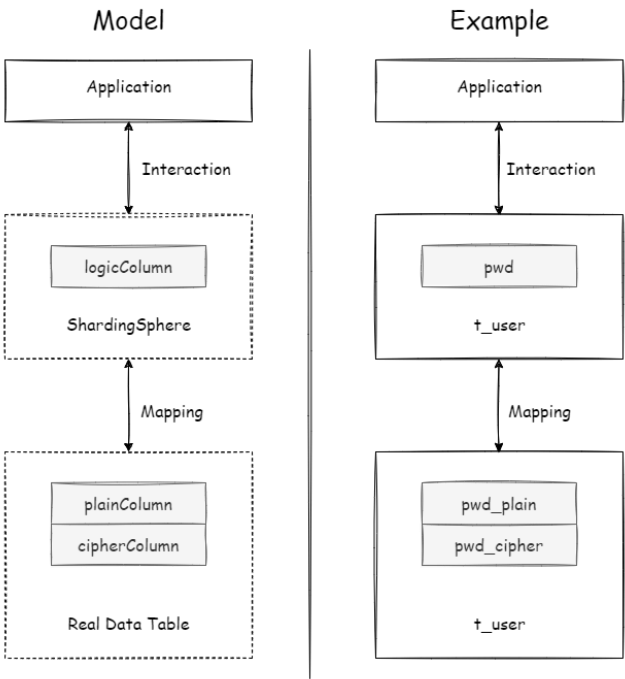 Model
Application
Interaction
logicColumn
ShardingSphere
Mapping
plainColumn
cipherColumn
Real Data Table
Example
Application
Interaction
pwd
t_user
Mapping
pwd_plain
pwd_cipher
t_user